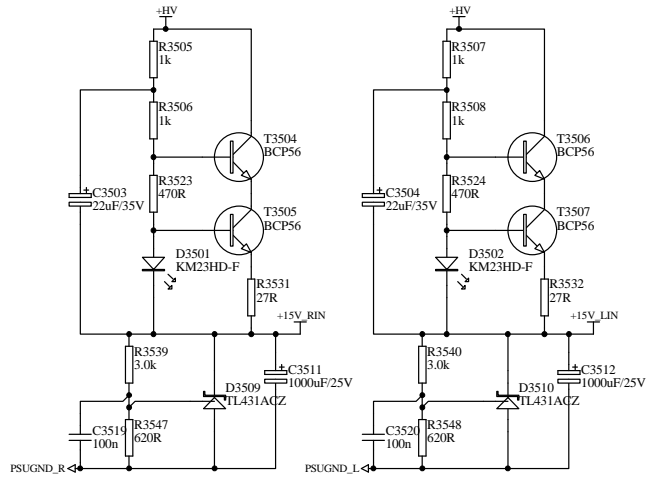 +HV
R3505
1k
R3506
1k
T3504
BCP56
C3503
22uF/35V
R3523
470R
T3505
BCP56
D3501
KM23HD-F
R3531
27R
+15V_RIN
R3539
3.0k
C3511
1000uF/25V
D3509
TL431ACZ
C3519
100n
R3547
620R
PSUGND_R
+HV
R3507
1k
R3508
1k
T3506
BCP56
C3504
22uF/35V
R3524
470R
T3507
BCP56
D3502
KM23HD-F
R3532
27R
+15V_LIN
R3540
3.0k
C3512
1000uF/25V
D3510
TL431ACZ
C3520
100n
R3548
620R
PSUGND_L